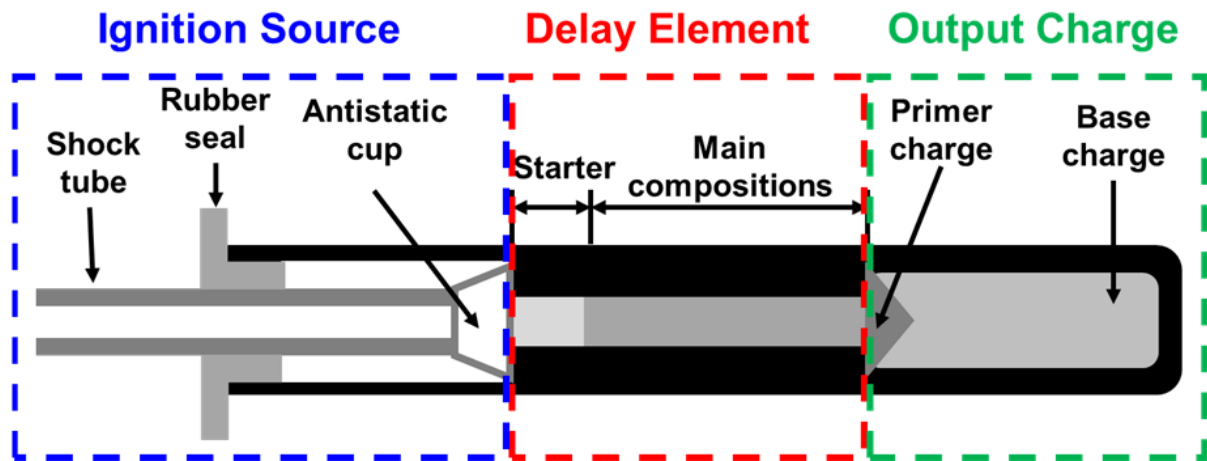 Ignition Source
Delay Element
Output Charge
Shock
tube
Rubber
seal
Antistatic
cup
Starter
Main
compositions
Primer
charge
Base
charge